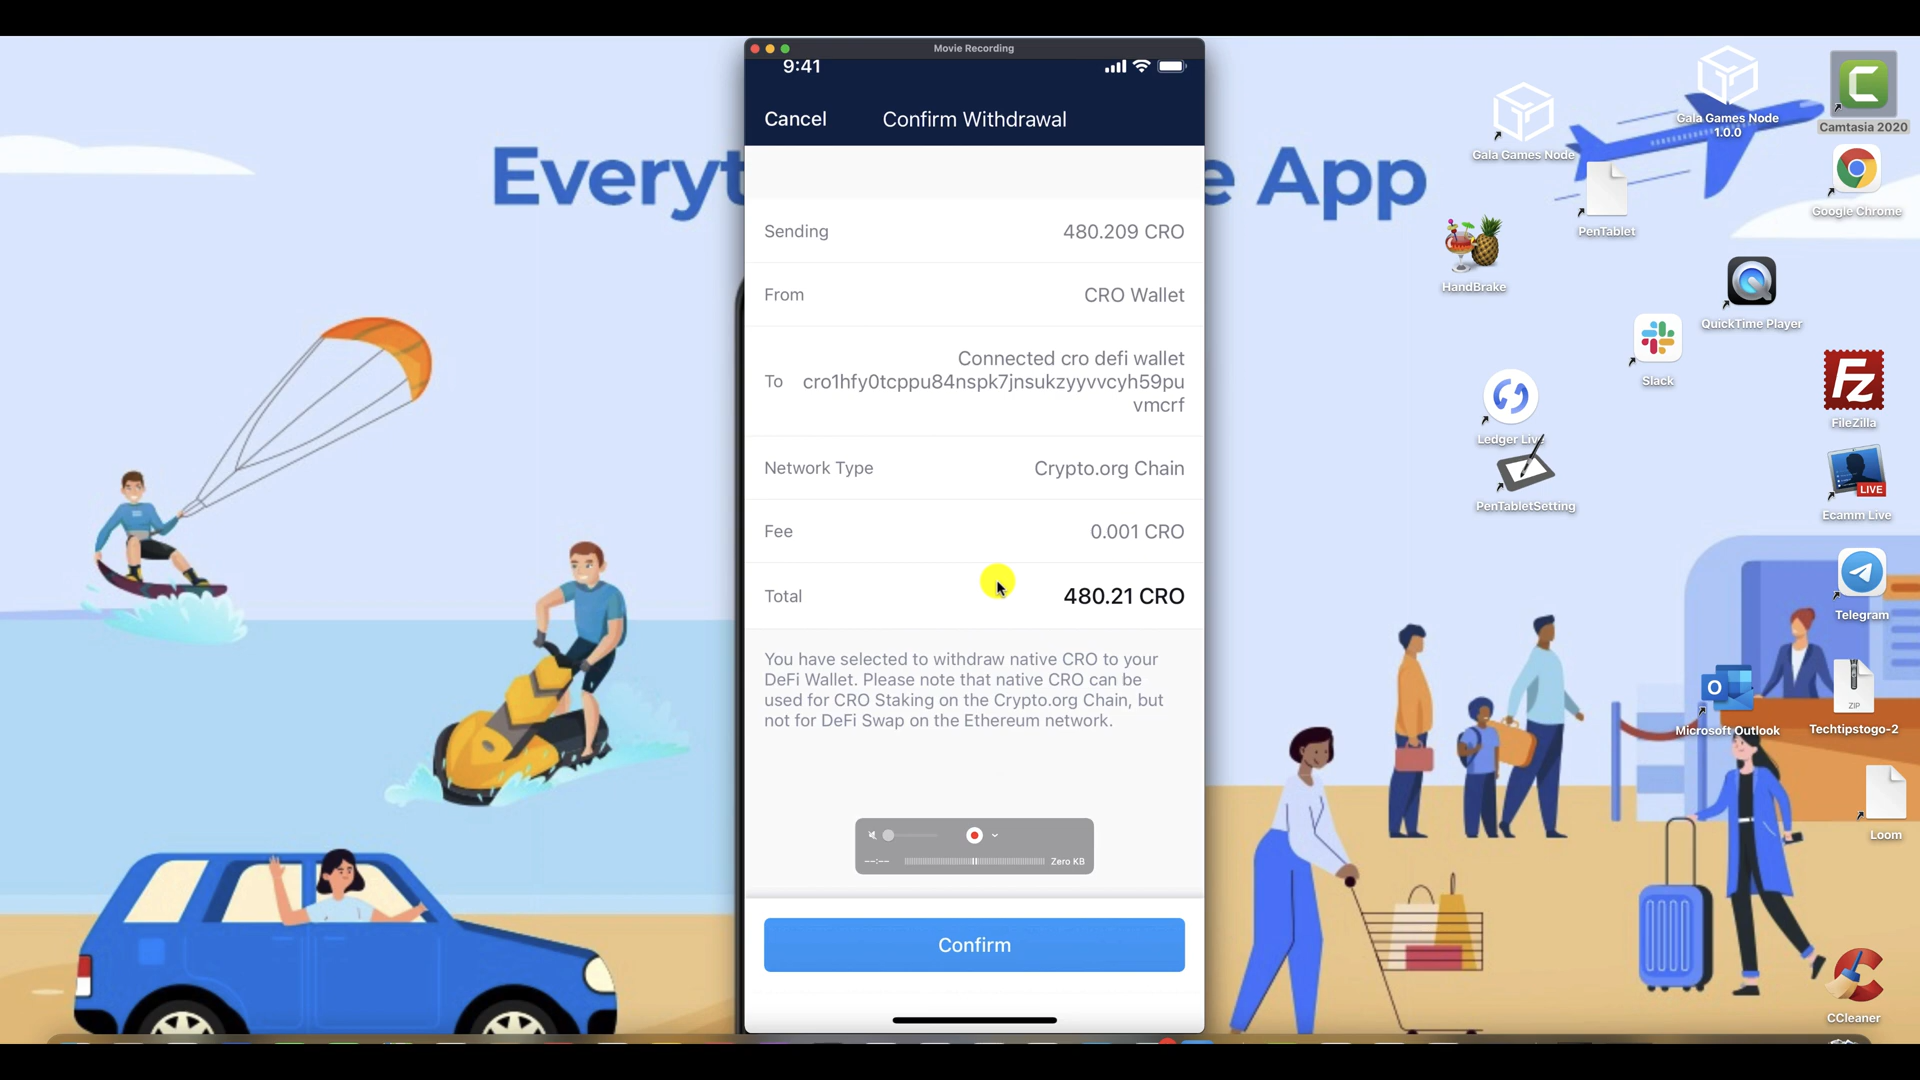 Movie Recording
9:41
Cancel
Confirm Withdrawal
Everyt
e App
Sending
480.209 CRO
From
CRO Wallet
To
Connected cro defi wallet
cro1hfy0tcppu84nspk7jnsukzyyvvcyh59pu
vmcrf
Network Type
Crypto.org Chain
Fee
0.001 CRO
Total
480.21 CRO
You have selected to withdraw native CRO to your
DeFi Wallet. Please note that native CRO can be
used for CRO Staking on the Crypto.org Chain, but
not for DeFi Swap on the Ethereum network.
--:--
Zero KB
Confirm
Gala Games Node
Gala Games Node
1.0.0
Camtasia 2020
Google Chrome
PenTablet
HandBrake
QuickTime Player
Slack
FileZilla
Ledger Live
PenTabletSetting
LIVE
Ecamm Live
Telegram
Microsoft Outlook
ZIP
Techtipstogo-2
Loom
CCleaner